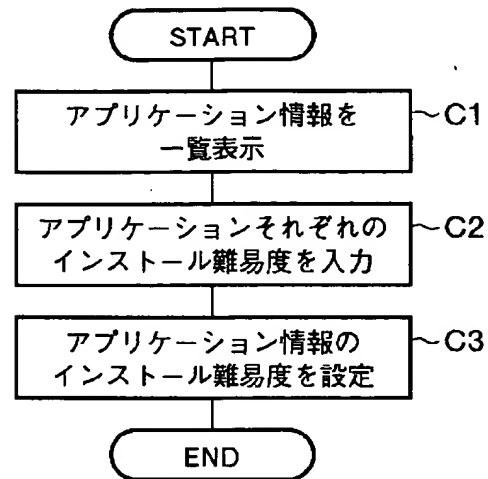 START
アプリケーション情報を
一覧表示
~C1
アプリケーションそれぞれの
インストール難易度を入力
~C2
アプリケーション情報の
インストール難易度を設定
~C3
END